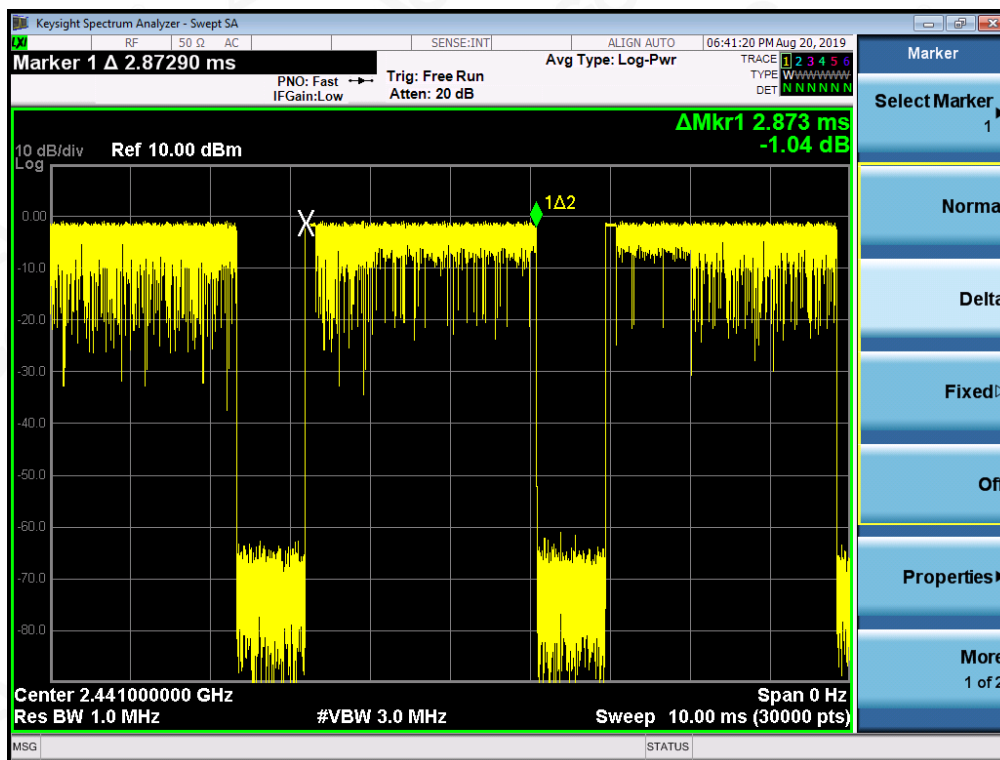 Keysight Spectrum Analyzer - Swept SA
LXI RF 50 Ω AC SENSE:INT ALIGN AUTO 06:41:20 PM Aug 20, 2019
Marker 1 Δ 2.87290 ms
PNO: Fast
IFGain:Low
Trig: Free Run
Atten: 20 dB
Avg Type: Log-Pwr
TRACE 1 2 3 4 5 6
TYPE WWWWWW
DET N N N N N N
ΔMkr1 2.873 ms
-1.04 dB
10 dB/div Ref 10.00 dBm
Log
1Δ2
0.00
-10.0
-20.0
-30.0
-40.0
-50.0
-60.0
-70.0
-80.0
Center 2.441000000 GHz Span 0 Hz
Res BW 1.0 MHz #VBW 3.0 MHz Sweep 10.00 ms (30000 pts)
MSG STATUS
Marker
Select Marker
1
Norma
Delta
Fixed
Off
Properties
More
1 of 2